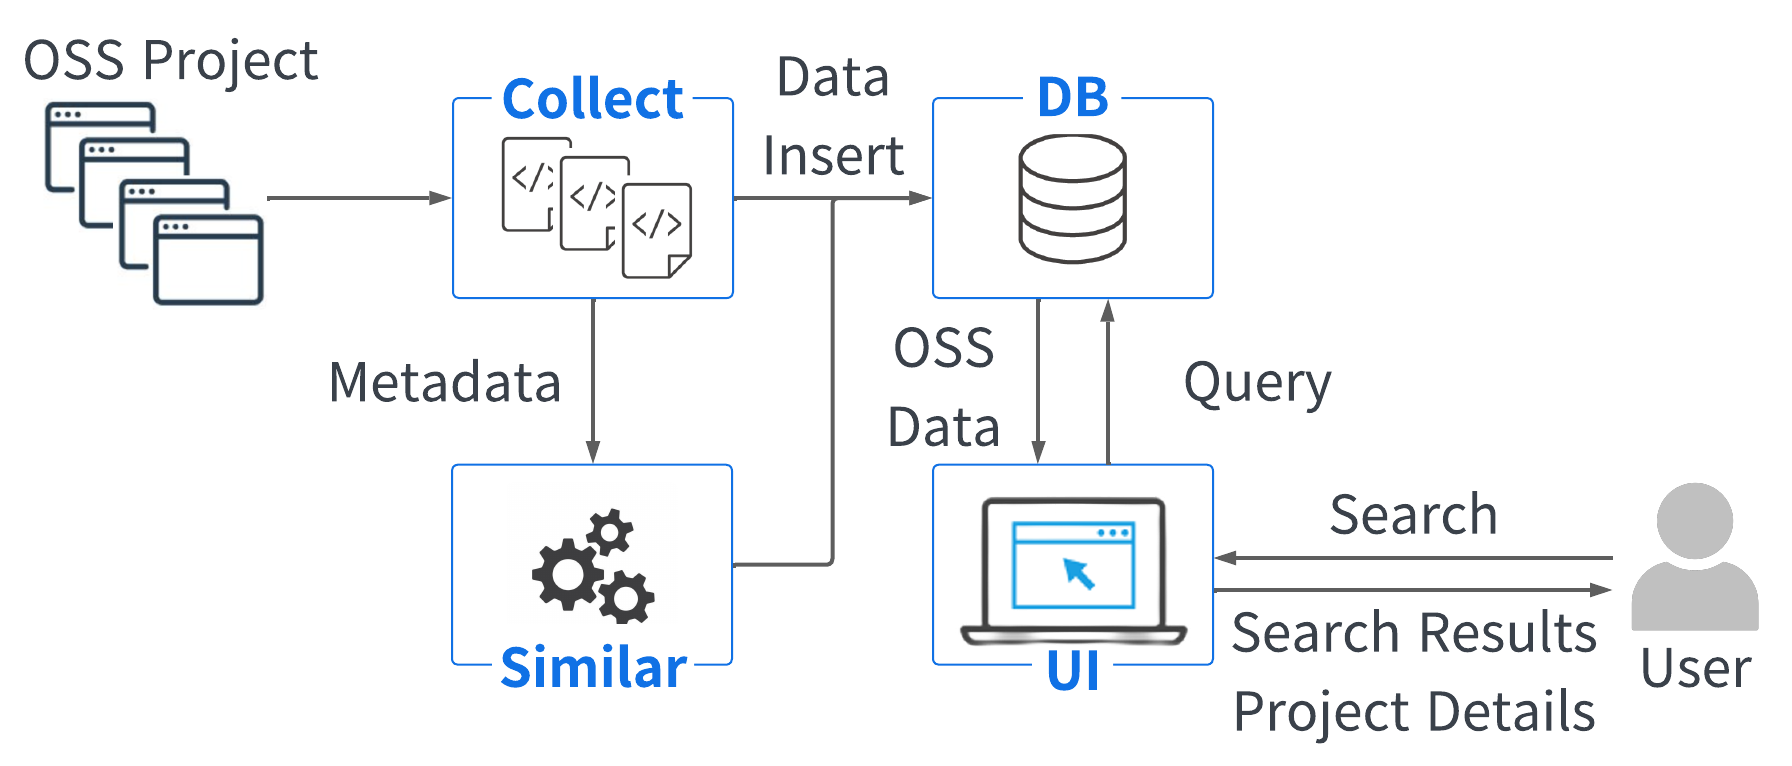 OSS Project
Collect
</>
</>
</>
Data
Insert
DB
Metadata
OSS
Data
Query
Similar
UI
Search
Search Results
Project Details
User